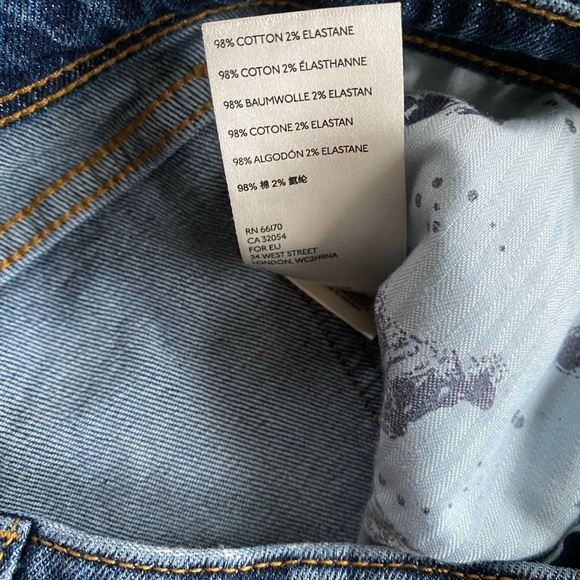 98% COTTON 2% ELASTANE
98% COTON 2% ÉLASTHANNE
98% BAUMWOLLE 2% ELASTAN
98% COTONE 2% ELASTAN
98% ALGODÓN 2% ELASTANE
98% 棉 2% 氨纶
RN 66170
CA 32054
FOR EU
34 WEST STREET
LONDON, WC2H9NA